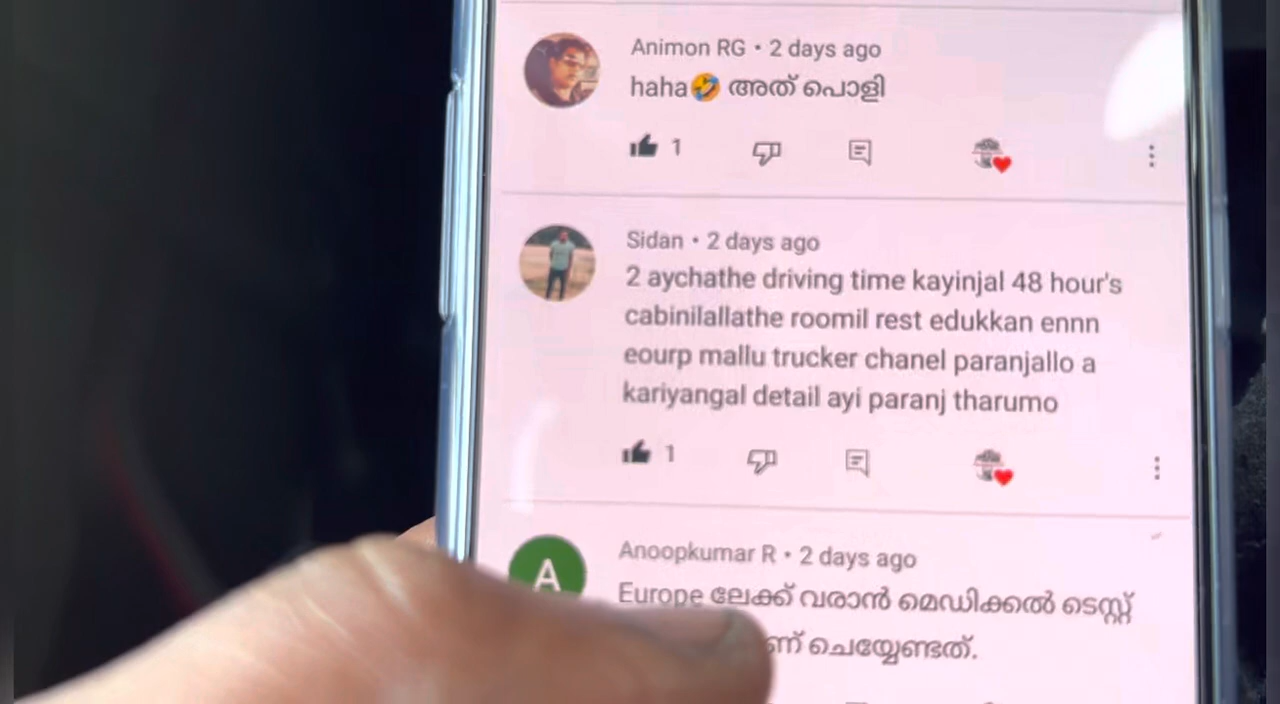 Animon RG • 2 days ago
haha🤣 അത് പൊളി
1
Sidan • 2 days ago
2 aychathe driving time kayinjal 48 hour's
cabinilallathe roomil rest edukkan ennn
eourp mallu trucker chanel paranjallo a
kariyangal detail ayi paranj tharumo
1
A
Anoopkumar R • 2 days ago
Europe ലേക്ക് വരാൻ മെഡിക്കൽ ടെസ്റ്റ്
ചെയ്യേണ്ടത്.